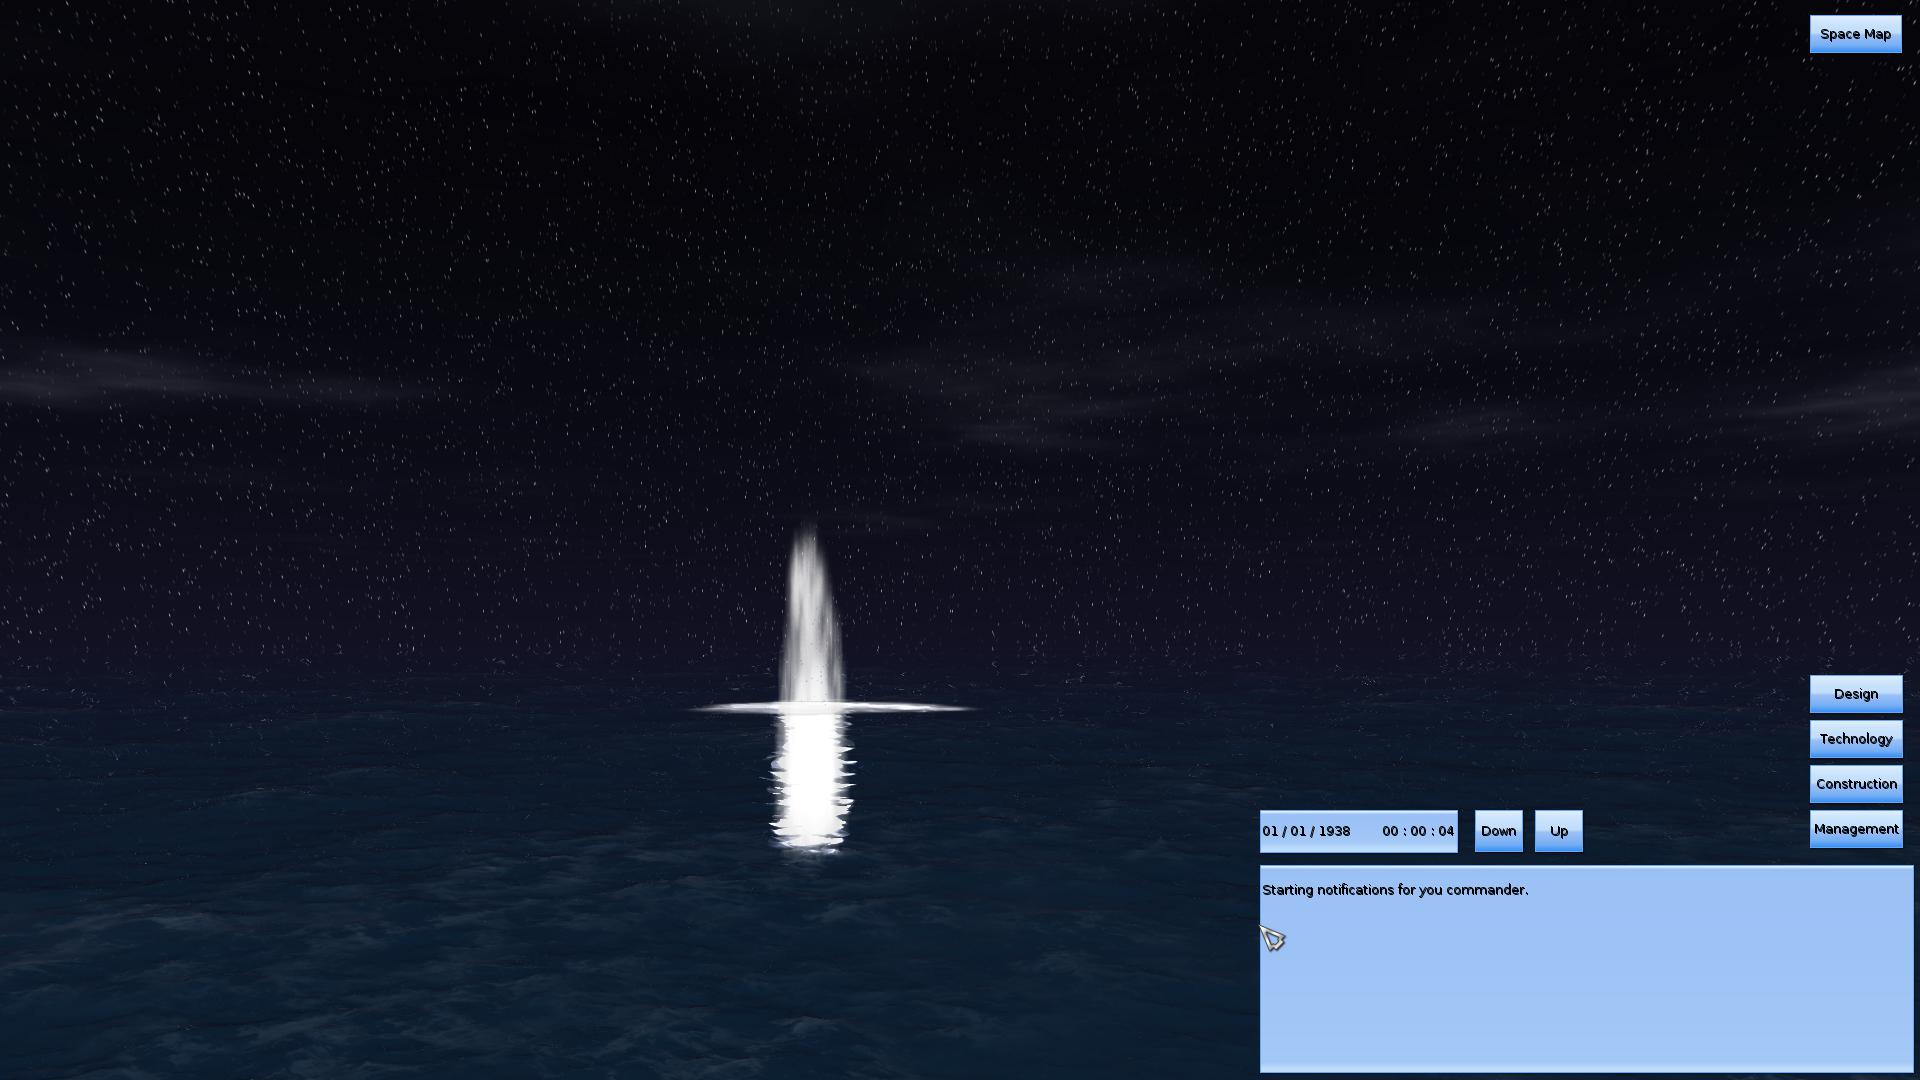 Space Map
Design
Technology
Construction
Management
01 / 01 / 1938 00 : 00 : 04
Down
Up
Starting notifications for you commander.